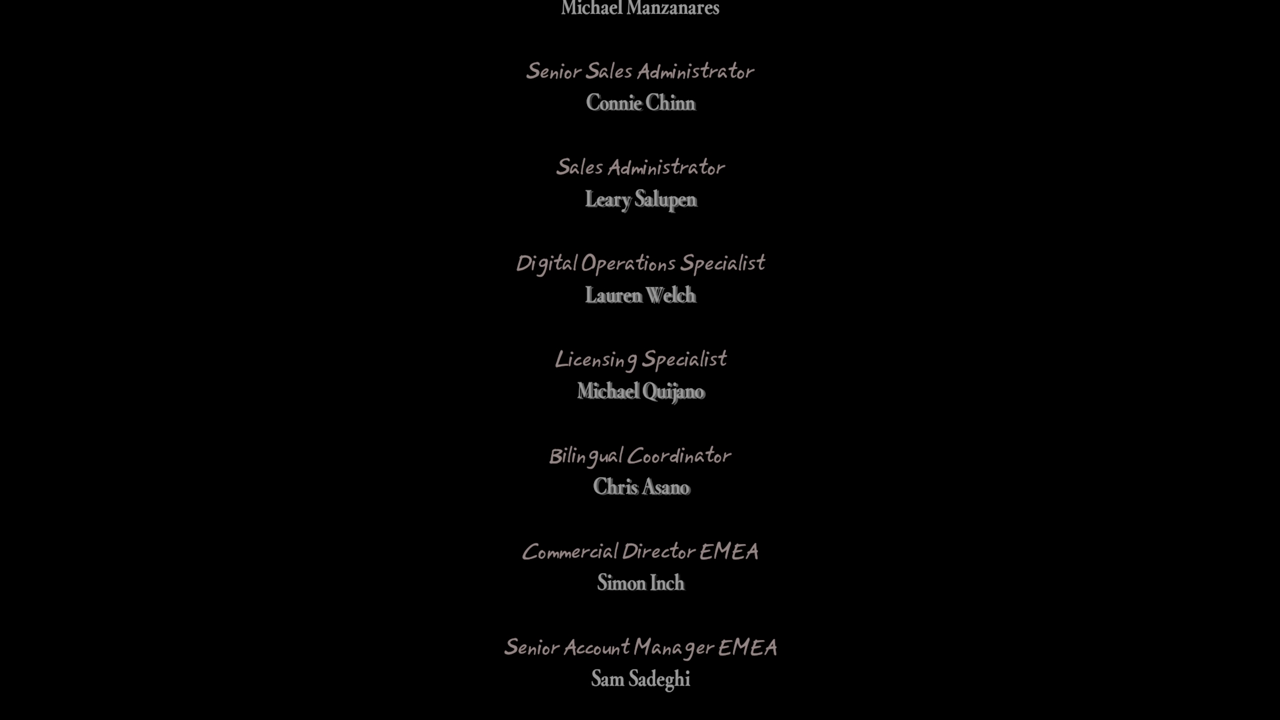 Michael Manzanares
Senior Sales Administrator
Connie Chinn
Sales Administrator
Leary Salupen
Digital Operations Specialist
Lauren Welch
Licensing Specialist
Michael Quijano
Bilingual Coordinator
Chris Asano
Commercial Director EMEA
Simon Inch
Senior Account Manager EMEA
Sam Sadeghi